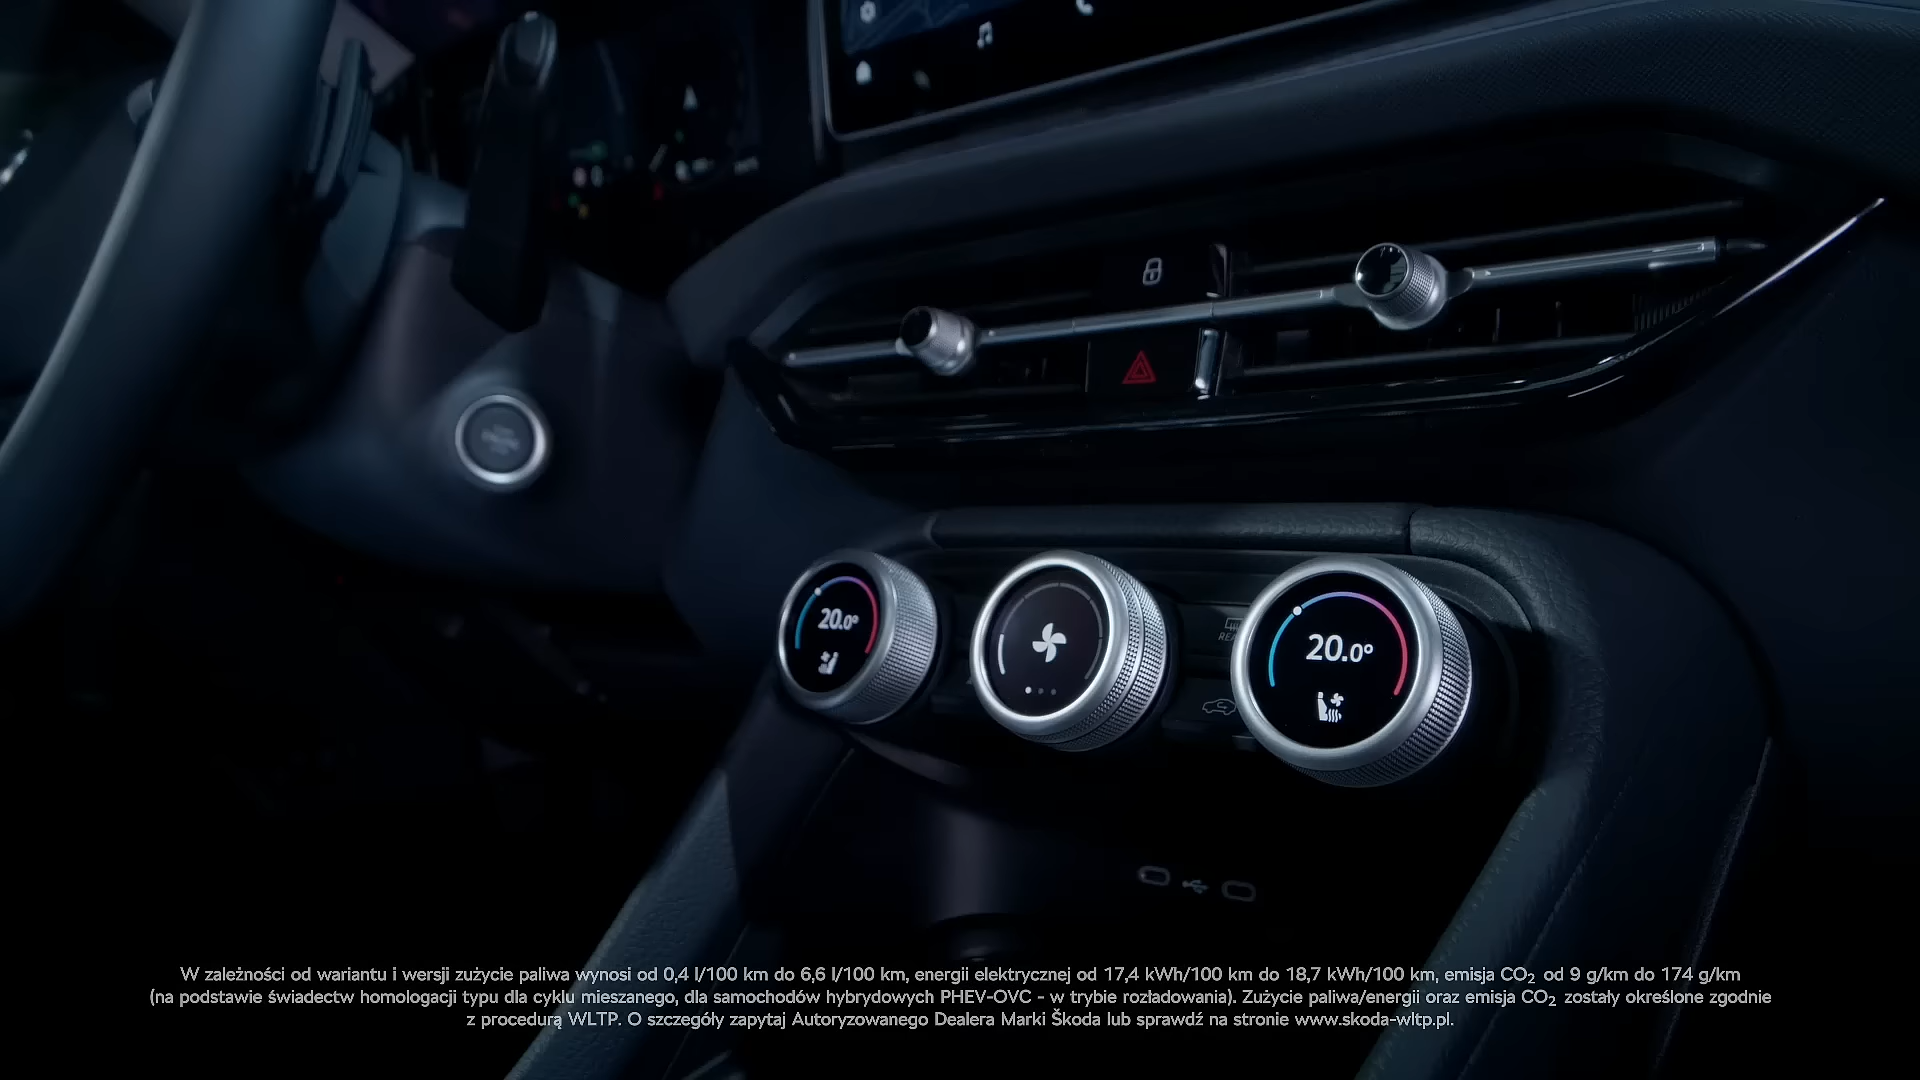 20.0°
20.0°
W zależności od wariantu i wersji zużycie paliwa wynosi od 0,4 l/100 km do 6,6 l/100 km, energii elektrycznej od 17,4 kWh/100 km do 18,7 kWh/100 km, emisja CO₂ od 9 g/km do 174 g/km
(na podstawie świadectw homologacji typu dla cyklu mieszanego, dla samochodów hybrydowych PHEV-OVC - w trybie rozładowania). Zużycie paliwa/energii oraz emisja CO₂ zostały określone zgodnie
z procedurą WLTP. O szczegóły zapytaj Autoryzowanego Dealera Marki Škoda lub sprawdź na stronie www.skoda-wltp.pl.